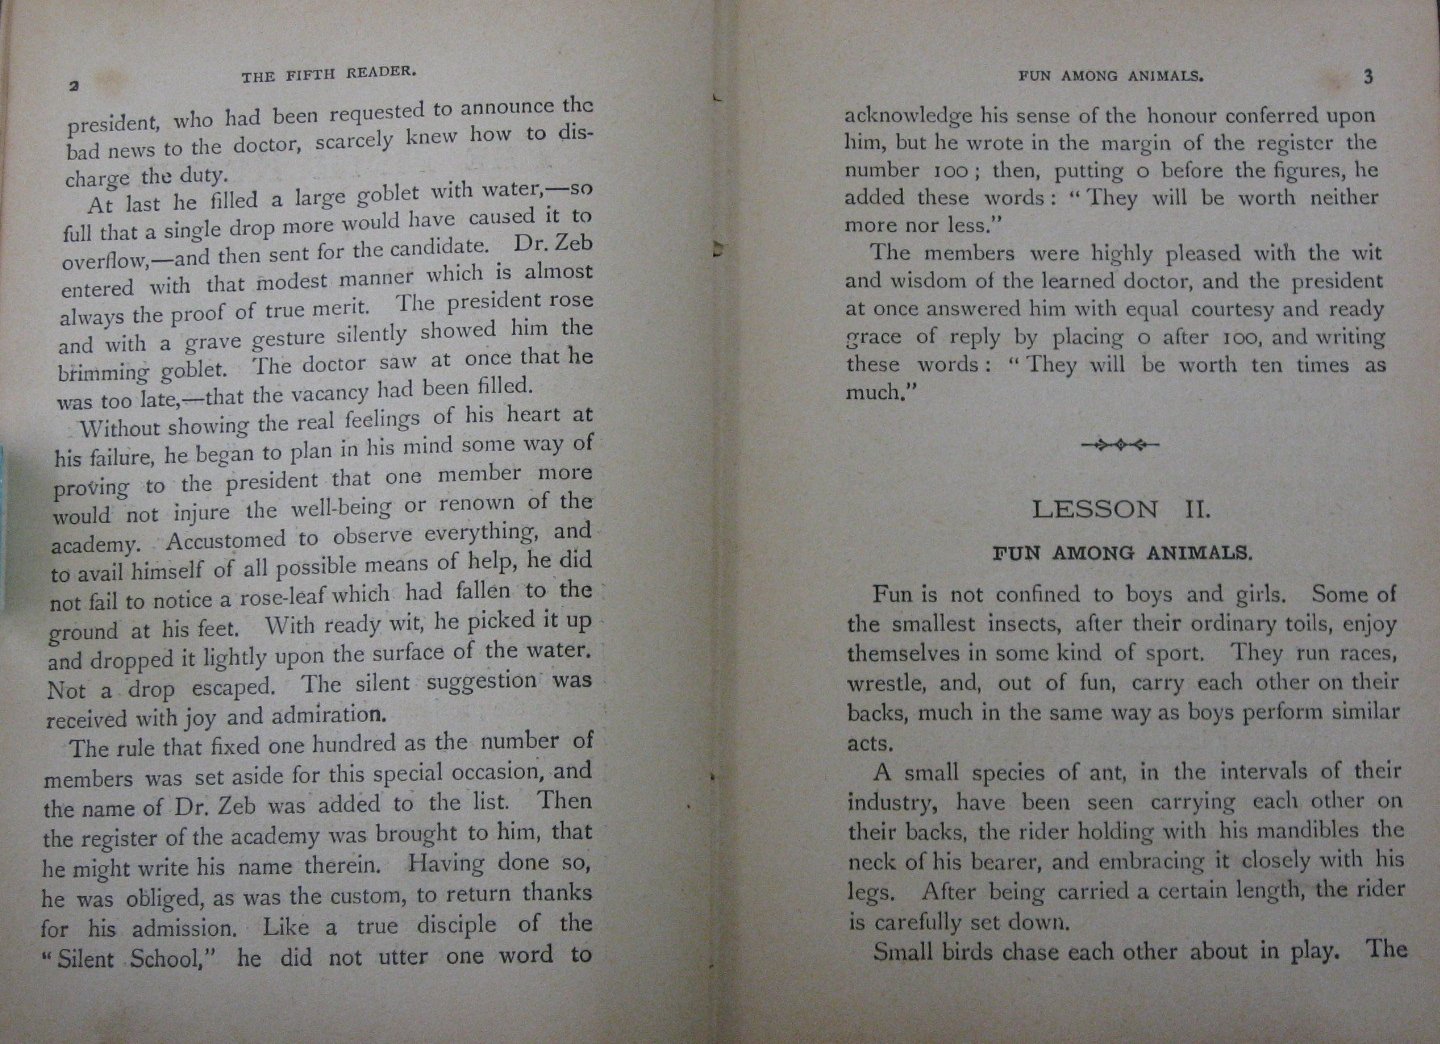 2
THE FIFTH READER.
president, who had been requested to announce the
bad news to the doctor, scarcely knew how to dis-
charge the duty.
At last he filled a large goblet with water,—so
full that a single drop more would have caused it to
overflow,—and then sent for the candidate. Dr. Zeb
entered with that modest manner which is almost
always the proof of true merit. The president rose
and with a grave gesture silently showed him the
brimming goblet. The doctor saw at once that he
was too late,—that the vacancy had been filled.
Without showing the real feelings of his heart at
his failure, he began to plan in his mind some way of
proving to the president that one member more
would not injure the well-being or renown of the
academy. Accustomed to observe everything, and
to avail himself of all possible means of help, he did
not fail to notice a rose-leaf which had fallen to the
ground at his feet. With ready wit, he picked it up
and dropped it lightly upon the surface of the water.
Not a drop escaped. The silent suggestion was
received with joy and admiration.
The rule that fixed one hundred as the number of
members was set aside for this special occasion, and
the name of Dr. Zeb was added to the list. Then
the register of the academy was brought to him, that
he might write his name therein. Having done so,
he was obliged, as was the custom, to return thanks
for his admission. Like a true disciple of the
"Silent School," he did not utter one word to
FUN AMONG ANIMALS.
3
acknowledge his sense of the honour conferred upon
him, but he wrote in the margin of the register the
number 100; then, putting 0 before the figures, he
added these words: "They will be worth neither
more nor less."
The members were highly pleased with the wit
and wisdom of the learned doctor, and the president
at once answered him with equal courtesy and ready
grace of reply by placing 0 after 100, and writing
these words: "They will be worth ten times as
much."
LESSON II.
FUN AMONG ANIMALS.
Fun is not confined to boys and girls. Some of
the smallest insects, after their ordinary toils, enjoy
themselves in some kind of sport. They run races,
wrestle, and, out of fun, carry each other on their
backs, much in the same way as boys perform similar
acts.
A small species of ant, in the intervals of their
industry, have been seen carrying each other on
their backs, the rider holding with his mandibles the
neck of his bearer, and embracing it closely with his
legs. After being carried a certain length, the rider
is carefully set down.
Small birds chase each other about in play. The